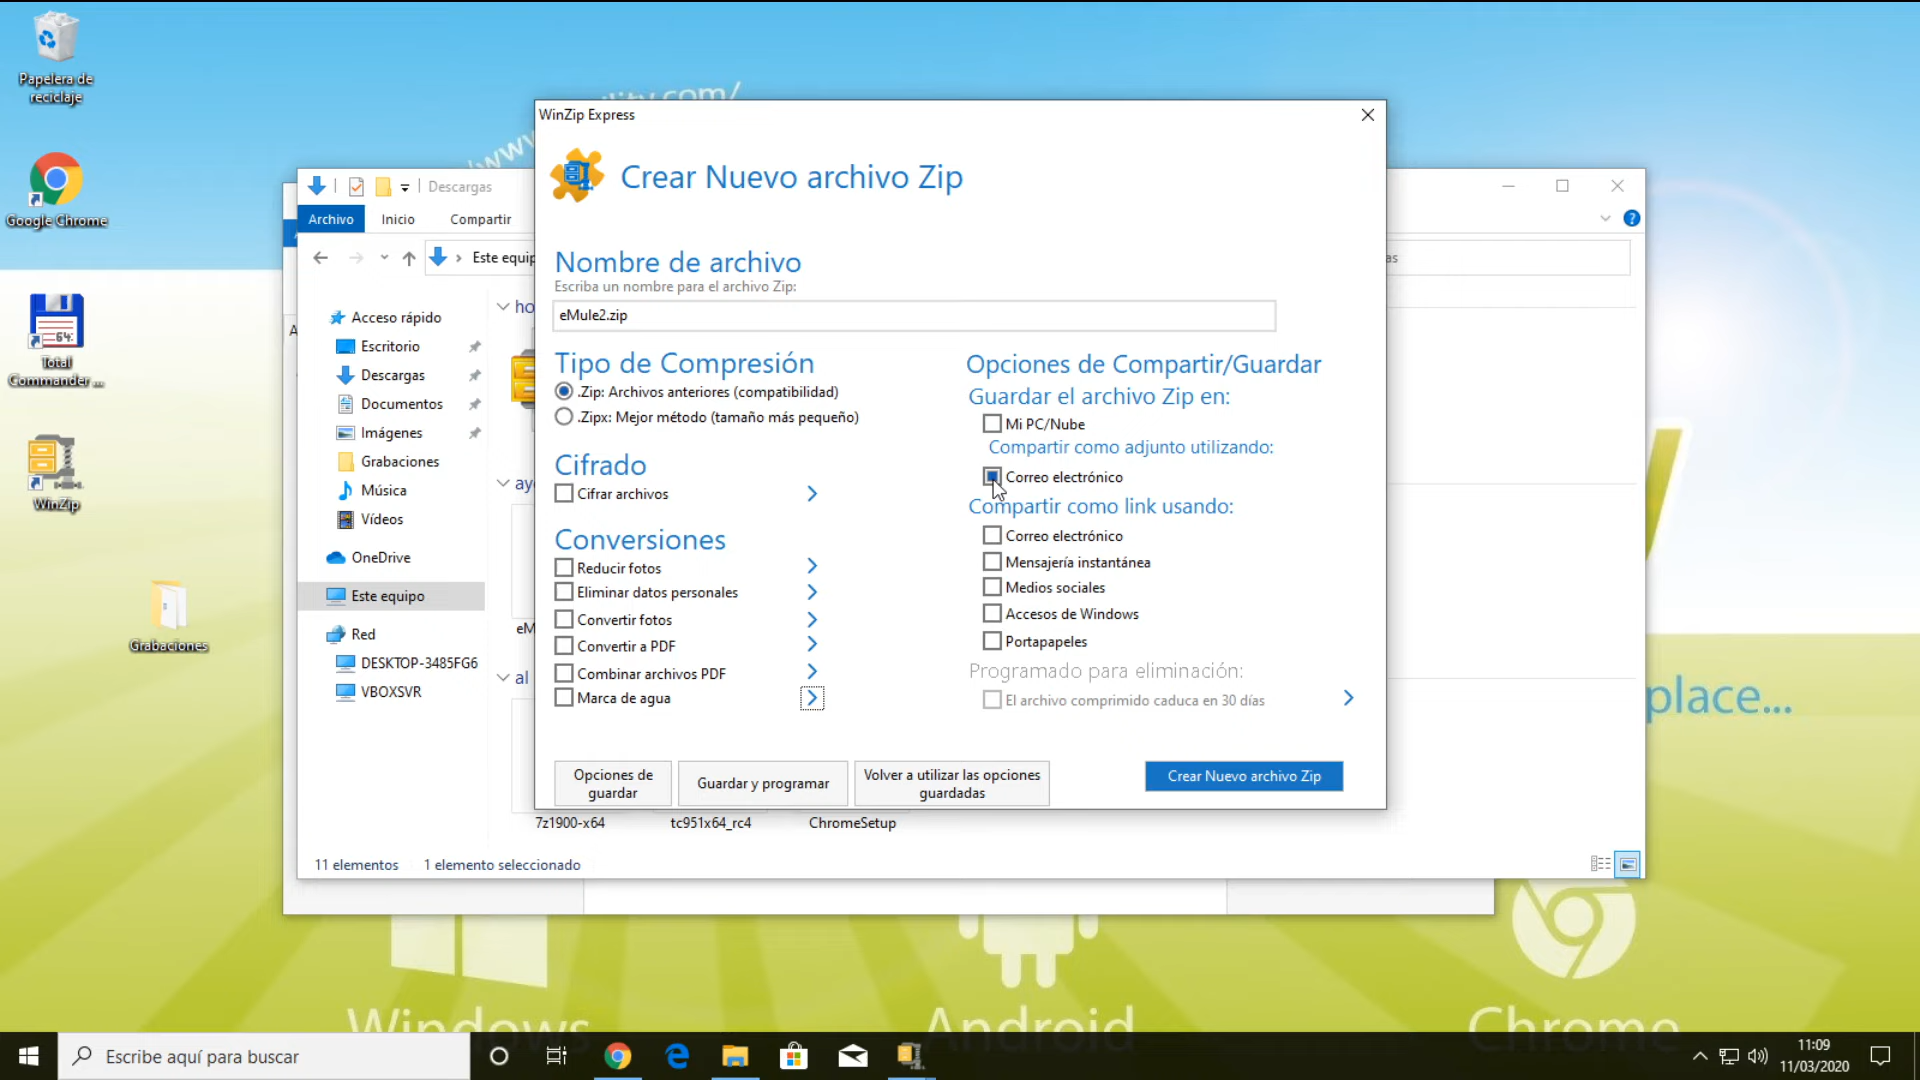 Papelera de
reciclaje
Google Chrome
64
Total
Commander ...
WinZip
Grabaciones
Descargas
Archivo
Inicio
Compartir
Este equip
Acceso rápido
Escritorio
Descargas
Documentos
Imágenes
Grabaciones
Música
Vídeos
OneDrive
Este equipo
Red
DESKTOP-3485FG6
VBOXSVR
ho
ay
eM
al
7z1900-x64
tc951x64_rc4
ChromeSetup
11 elementos
1 elemento seleccionado
WinZip Express
Crear Nuevo archivo Zip
Nombre de archivo
Escriba un nombre para el archivo Zip:
eMule2.zip
Tipo de Compresión
.Zip: Archivos anteriores (compatibilidad)
.Zipx: Mejor método (tamaño más pequeño)
Cifrado
Cifrar archivos
Conversiones
Reducir fotos
Eliminar datos personales
Convertir fotos
Convertir a PDF
Combinar archivos PDF
Marca de agua
Opciones de Compartir/Guardar
Guardar el archivo Zip en:
Mi PC/Nube
Compartir como adjunto utilizando:
Correo electrónico
Compartir como link usando:
Correo electrónico
Mensajería instantánea
Medios sociales
Accesos de Windows
Portapapeles
Programado para eliminación:
El archivo comprimido caduca en 30 días
Opciones de
guardar
Guardar y programar
Volver a utilizar las opciones
guardadas
Crear Nuevo archivo Zip
as
place...
Windows
Android
Chrome
Escribe aquí para buscar
11:09
11/03/2020